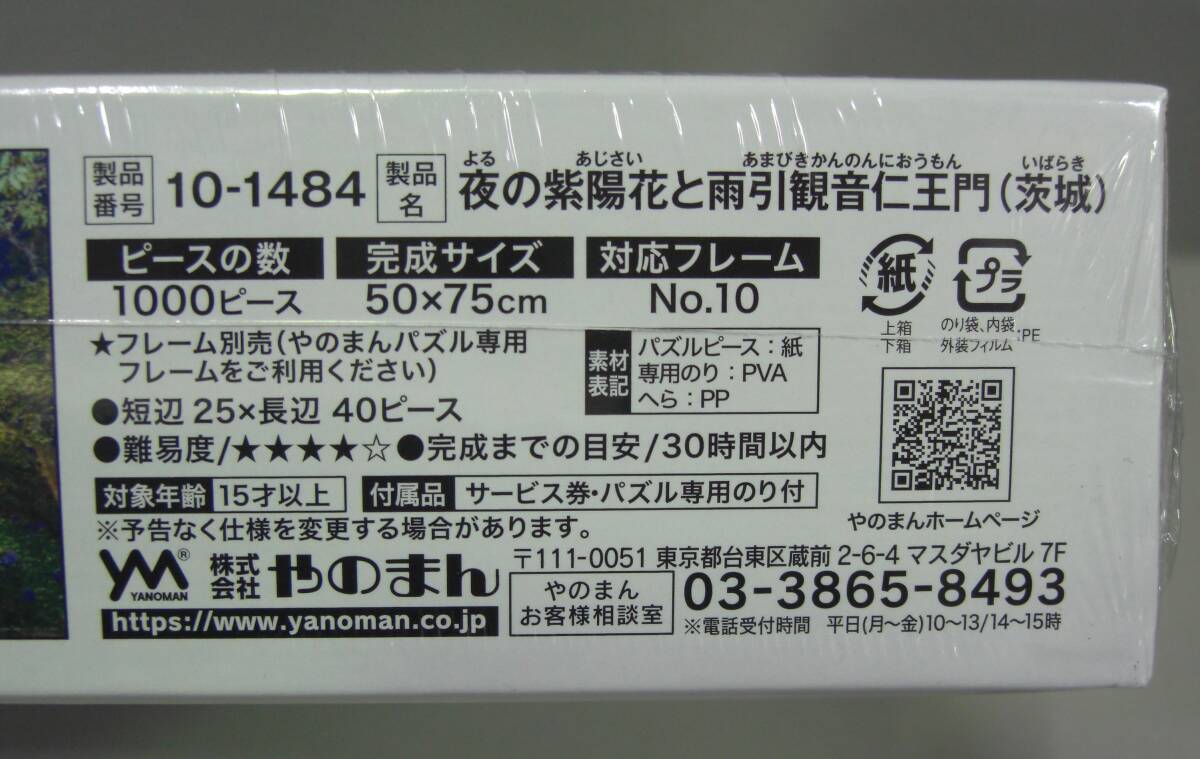 よる あじさい あまびきかんのんにおうもん いばらき
製品番号 10-1484 製品名 夜の紫陽花と雨引観音仁王門(茨城)
ピースの数 完成サイズ 対応フレーム
1000ピース 50×75cm No.10
紙 プラ
上箱 下箱
のり袋、内袋、外装フィルム :PE
★フレーム別売(やのまんパズル専用
フレームをご利用ください)
素材表記
パズルピース:紙
専用のり:PVA
へら:PP
●短辺 25×長辺 40ピース
●難易度/★★★★☆ ●完成までの目安/30時間以内
対象年齢 15才以上 付属品 サービス券・パズル専用のり付
やのまんホームページ
※予告なく仕様を変更する場合があります。
YM® YANOMAN 株式会社 やのまん
https://www.yanoman.co.jp
〒111-0051 東京都台東区蔵前 2-6-4 マスダヤビル 7F
やのまん
お客様相談室
03-3865-8493
※電話受付時間 平日(月〜金)10〜13/14〜15時